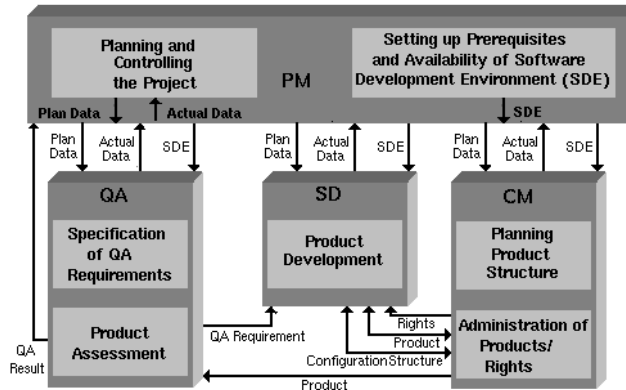 Planning and
Controlling
the Project
Setting up Prerequisites
and Availability of Software
Development Environment (SDE)
PM
Plan Data
Actual Data
SDE
Plan
Data
Actual
Data
SDE
Plan
Data
Actual
Data
SDE
Plan
Data
Actual
Data
SDE
QA
SD
CM
Specification
of QA
Requirements
Product
Development
Planning
Product
Structure
Product
Assessment
Administration of
Products/
Rights
QA
Result
QA Requirement
Rights
Product
Configuration Structure
Product